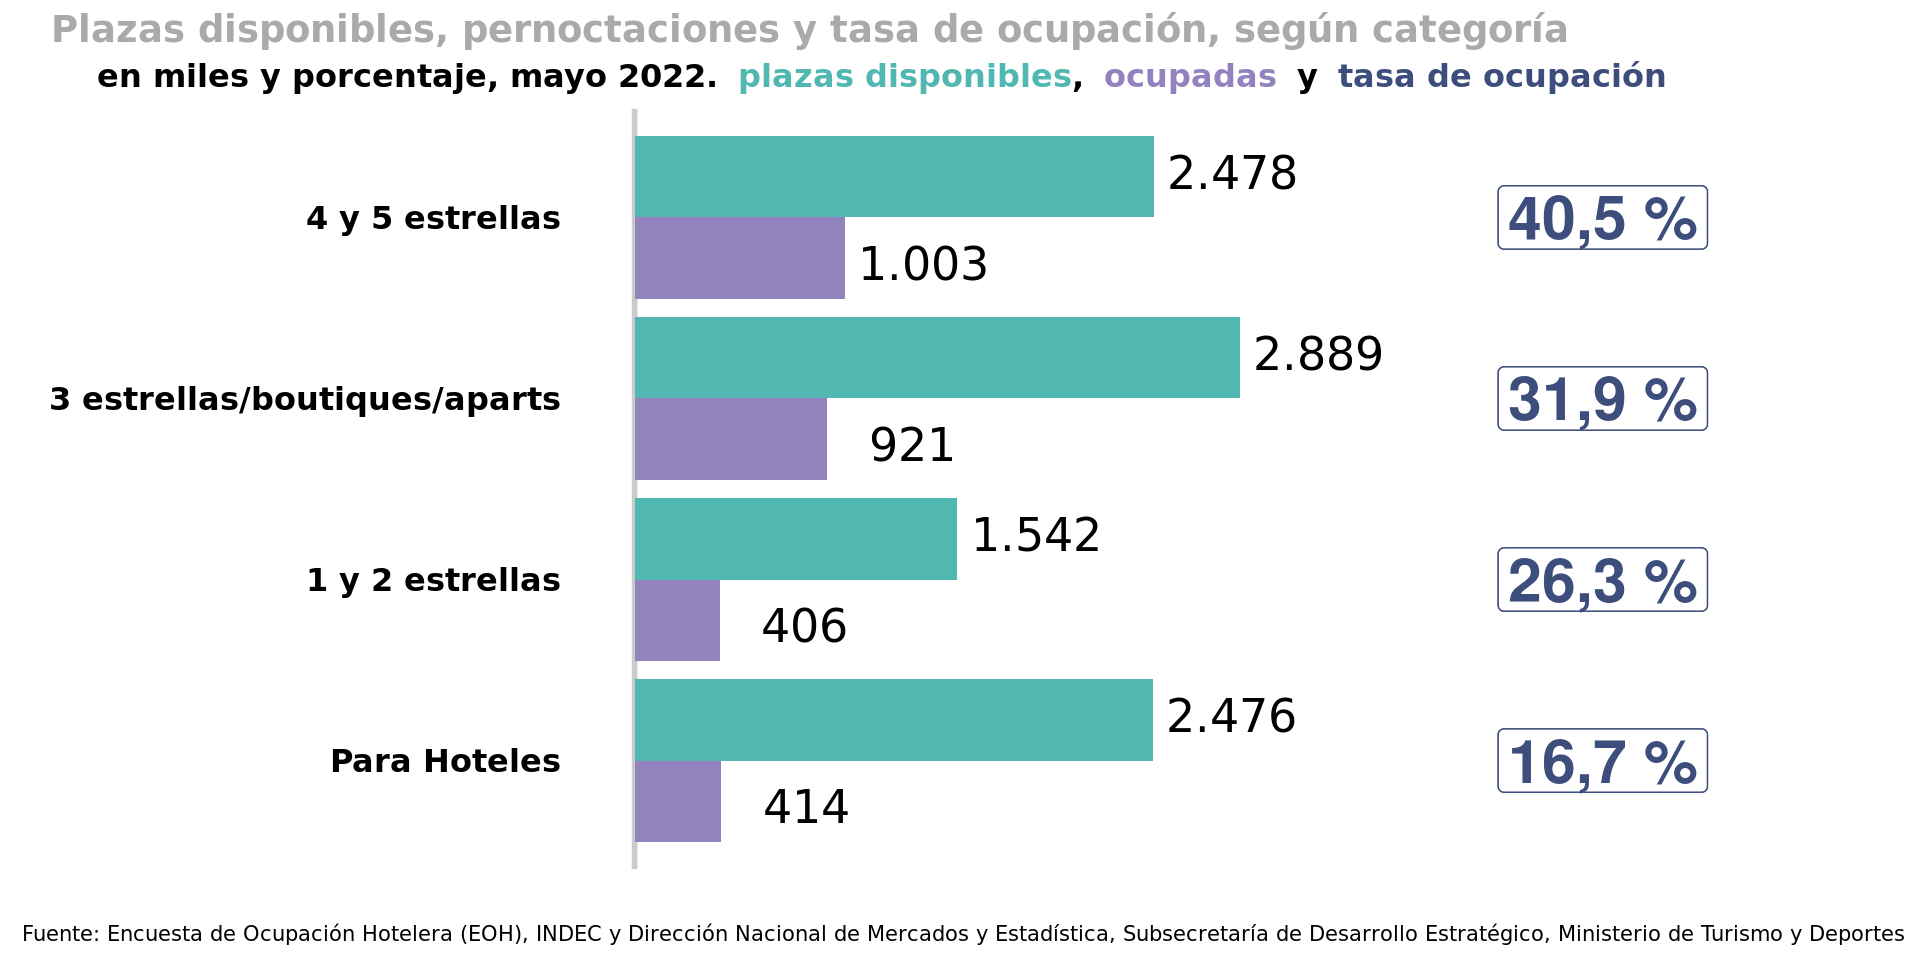 Plazas disponibles, pernoctaciones y tasa de ocupación, según categoría
en miles y porcentaje, mayo 2022. plazas disponibles, ocupadas y tasa de ocupación
4 y 5 estrellas
2.478
1.003
40,5 %
3 estrellas/boutiques/aparts
2.889
921
31,9 %
1 y 2 estrellas
1.542
406
26,3 %
Para Hoteles
2.476
414
16,7 %
Fuente: Encuesta de Ocupación Hotelera (EOH), INDEC y Dirección Nacional de Mercados y Estadística, Subsecretaría de Desarrollo Estratégico, Ministerio de Turismo y Deportes